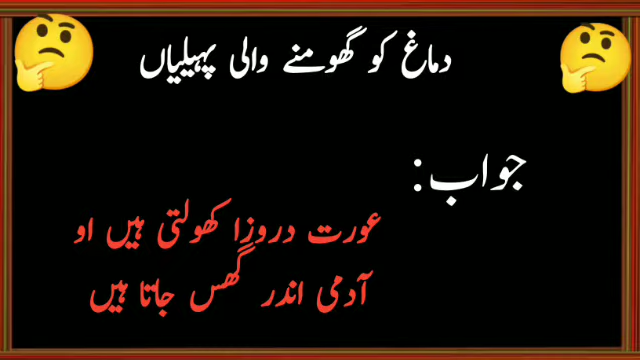 دماغ کو گھومنے والی پہیلیاں
جواب:
عورت دروزا کھولتی ہیں او
آدمی اندر گھس جاتا ہیں